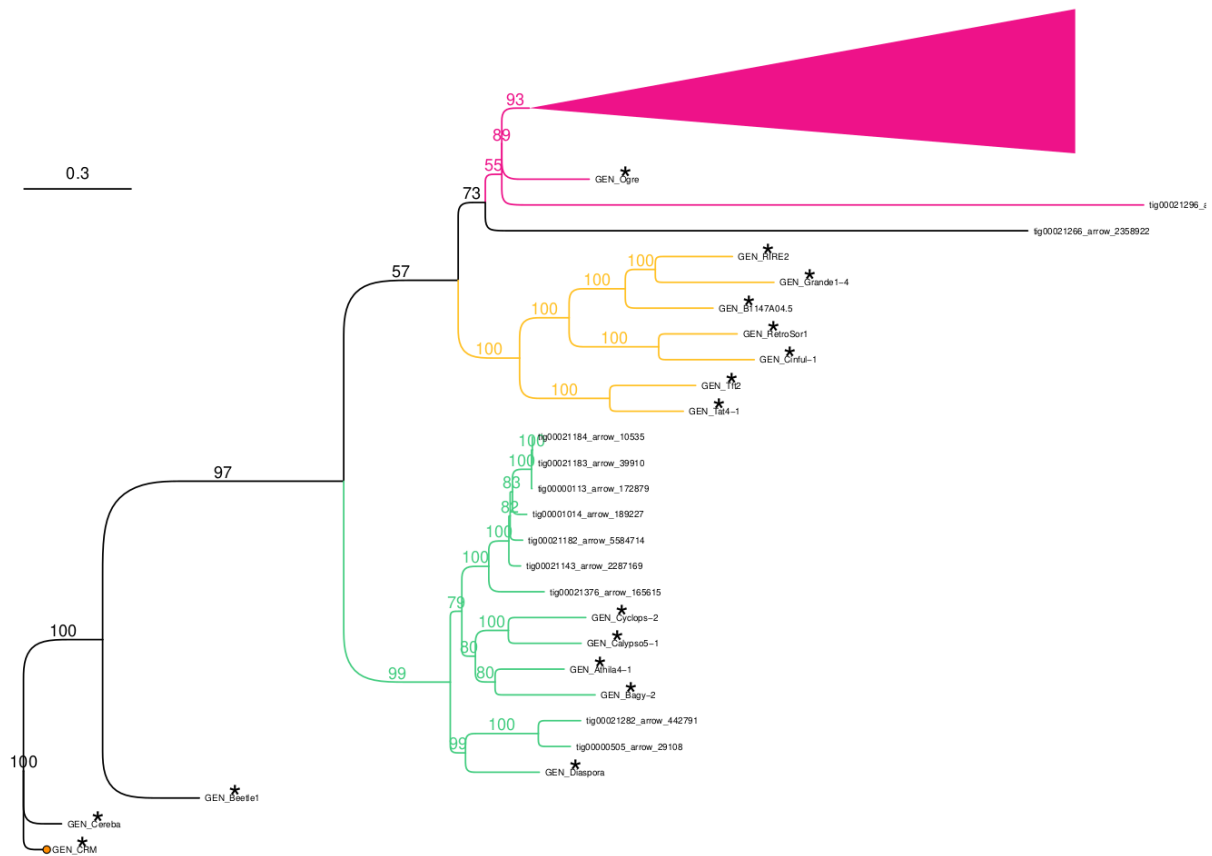 93
89
0.3
55
GEN_Ogre
73
tig00021296_a
tig00021266_arrow_2358922
GEN_RIRE2
100
57
GEN_Grande1-4
100
GEN_B1147A04.5
100
GEN_RetroSor1
100
100
GEN_Cinful-1
GEN_Tft2
100
GEN_Tat4-1
100
tig00021184_arrow_10535
100
tig00021183_arrow_39910
97
83
tig00000113_arrow_172879
82
tig00001014_arrow_189227
100
tig00021182_arrow_5584714
100
tig00021143_arrow_2287169
tig00021376_arrow_165615
79
GEN_Cyclops-2
100
100
GEN_Calypso5-1
80
99
80
GEN_Athila4-1
GEN_Bagy-2
tig00021282_arrow_442791
100
99
tig00000505_arrow_29108
100
GEN_Diaspora
GEN_Beetle1
GEN_Cereba
GEN_CRM